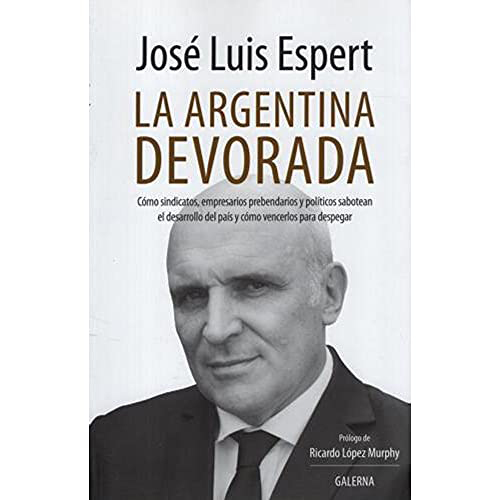 José Luis Espert
LA ARGENTINA
DEVORADA
Cómo sindicatos, empresarios prebendarios y políticos sabotean
el desarrollo del país y cómo vencerlos para despegar
Prólogo de
Ricardo López Murphy
GALERNA